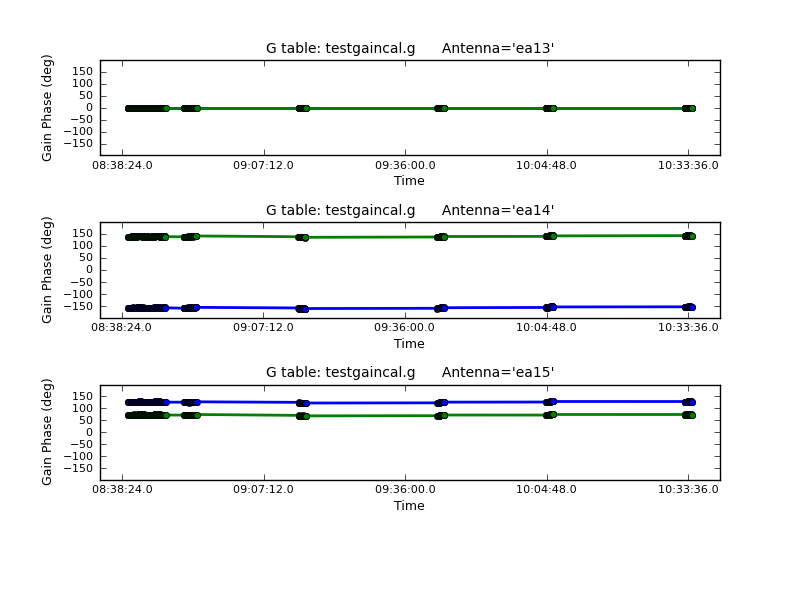 G table: testgaincal.g      Antenna='ea13'
Gain Phase (deg)
150
100
50
0
−50
−100
−150
08:38:24.0 09:07:12.0 09:36:00.0 10:04:48.0 10:33:36.0
Time
G table: testgaincal.g      Antenna='ea14'
Gain Phase (deg)
150
100
50
0
−50
−100
−150
08:38:24.0 09:07:12.0 09:36:00.0 10:04:48.0 10:33:36.0
Time
G table: testgaincal.g      Antenna='ea15'
Gain Phase (deg)
150
100
50
0
−50
−100
−150
08:38:24.0 09:07:12.0 09:36:00.0 10:04:48.0 10:33:36.0
Time